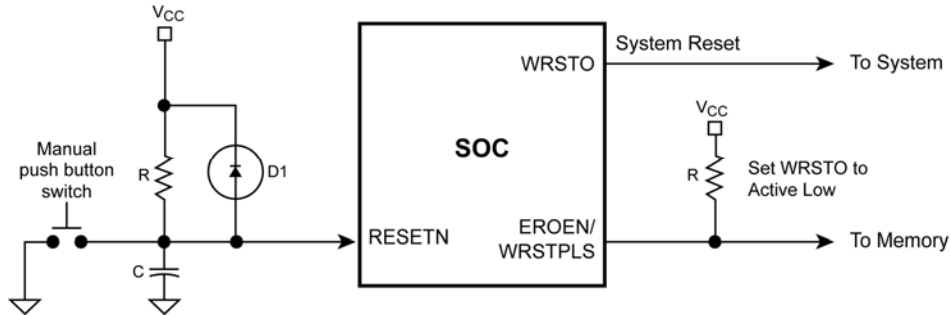 VCC
Manual
push button
switch
R
D1
C
RESETN
SOC
WRSTO
EROEN/
WRSTPLS
System Reset
To System
VCC
R
Set WRSTO to
Active Low
To Memory